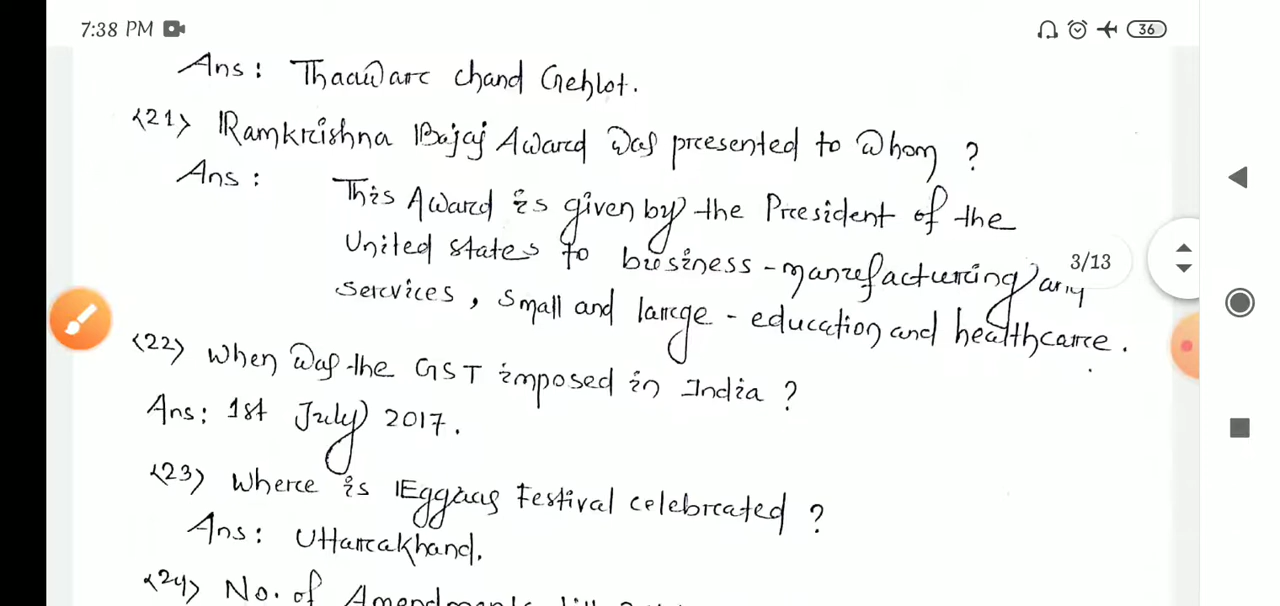 7:38 PM
36
Ans : Thaawar chand Gehlot.
<21> Ramkrishna Bajaj Award was presented to whom ?
Ans : This Award is given by the President of the
United states to business - manufacturing any
3/13
services, small and large - education and healthcare.
<22> When was the GST imposed in India ?
Ans : 1st July 2017.
<23> Where is Eggaas Festival celebrated ?
Ans : Uttarakhand.
<24> No. of Amendments till